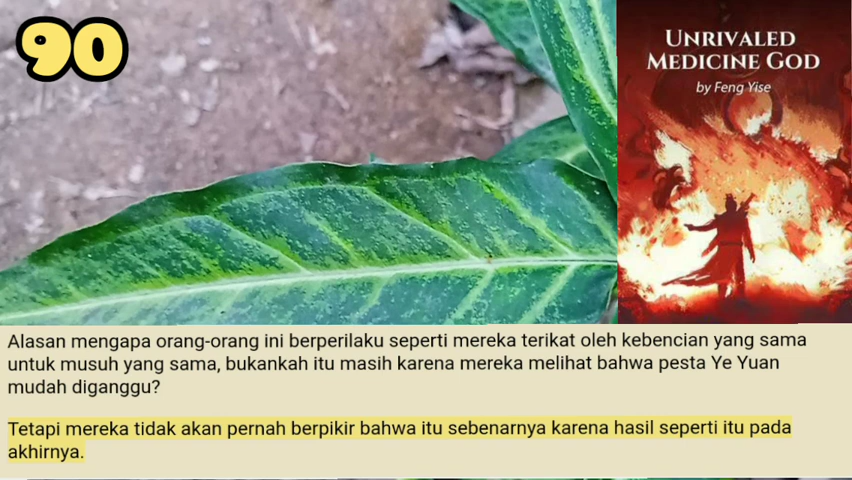 90
UNRIVALED
MEDICINE GOD
by Feng Yise
Alasan mengapa orang-orang ini berperilaku seperti mereka terikat oleh kebencian yang sama
untuk musuh yang sama, bukankah itu masih karena mereka melihat bahwa pesta Ye Yuan
mudah diganggu?
Tetapi mereka tidak akan pernah berpikir bahwa itu sebenarnya karena hasil seperti itu pada
akhirnya.